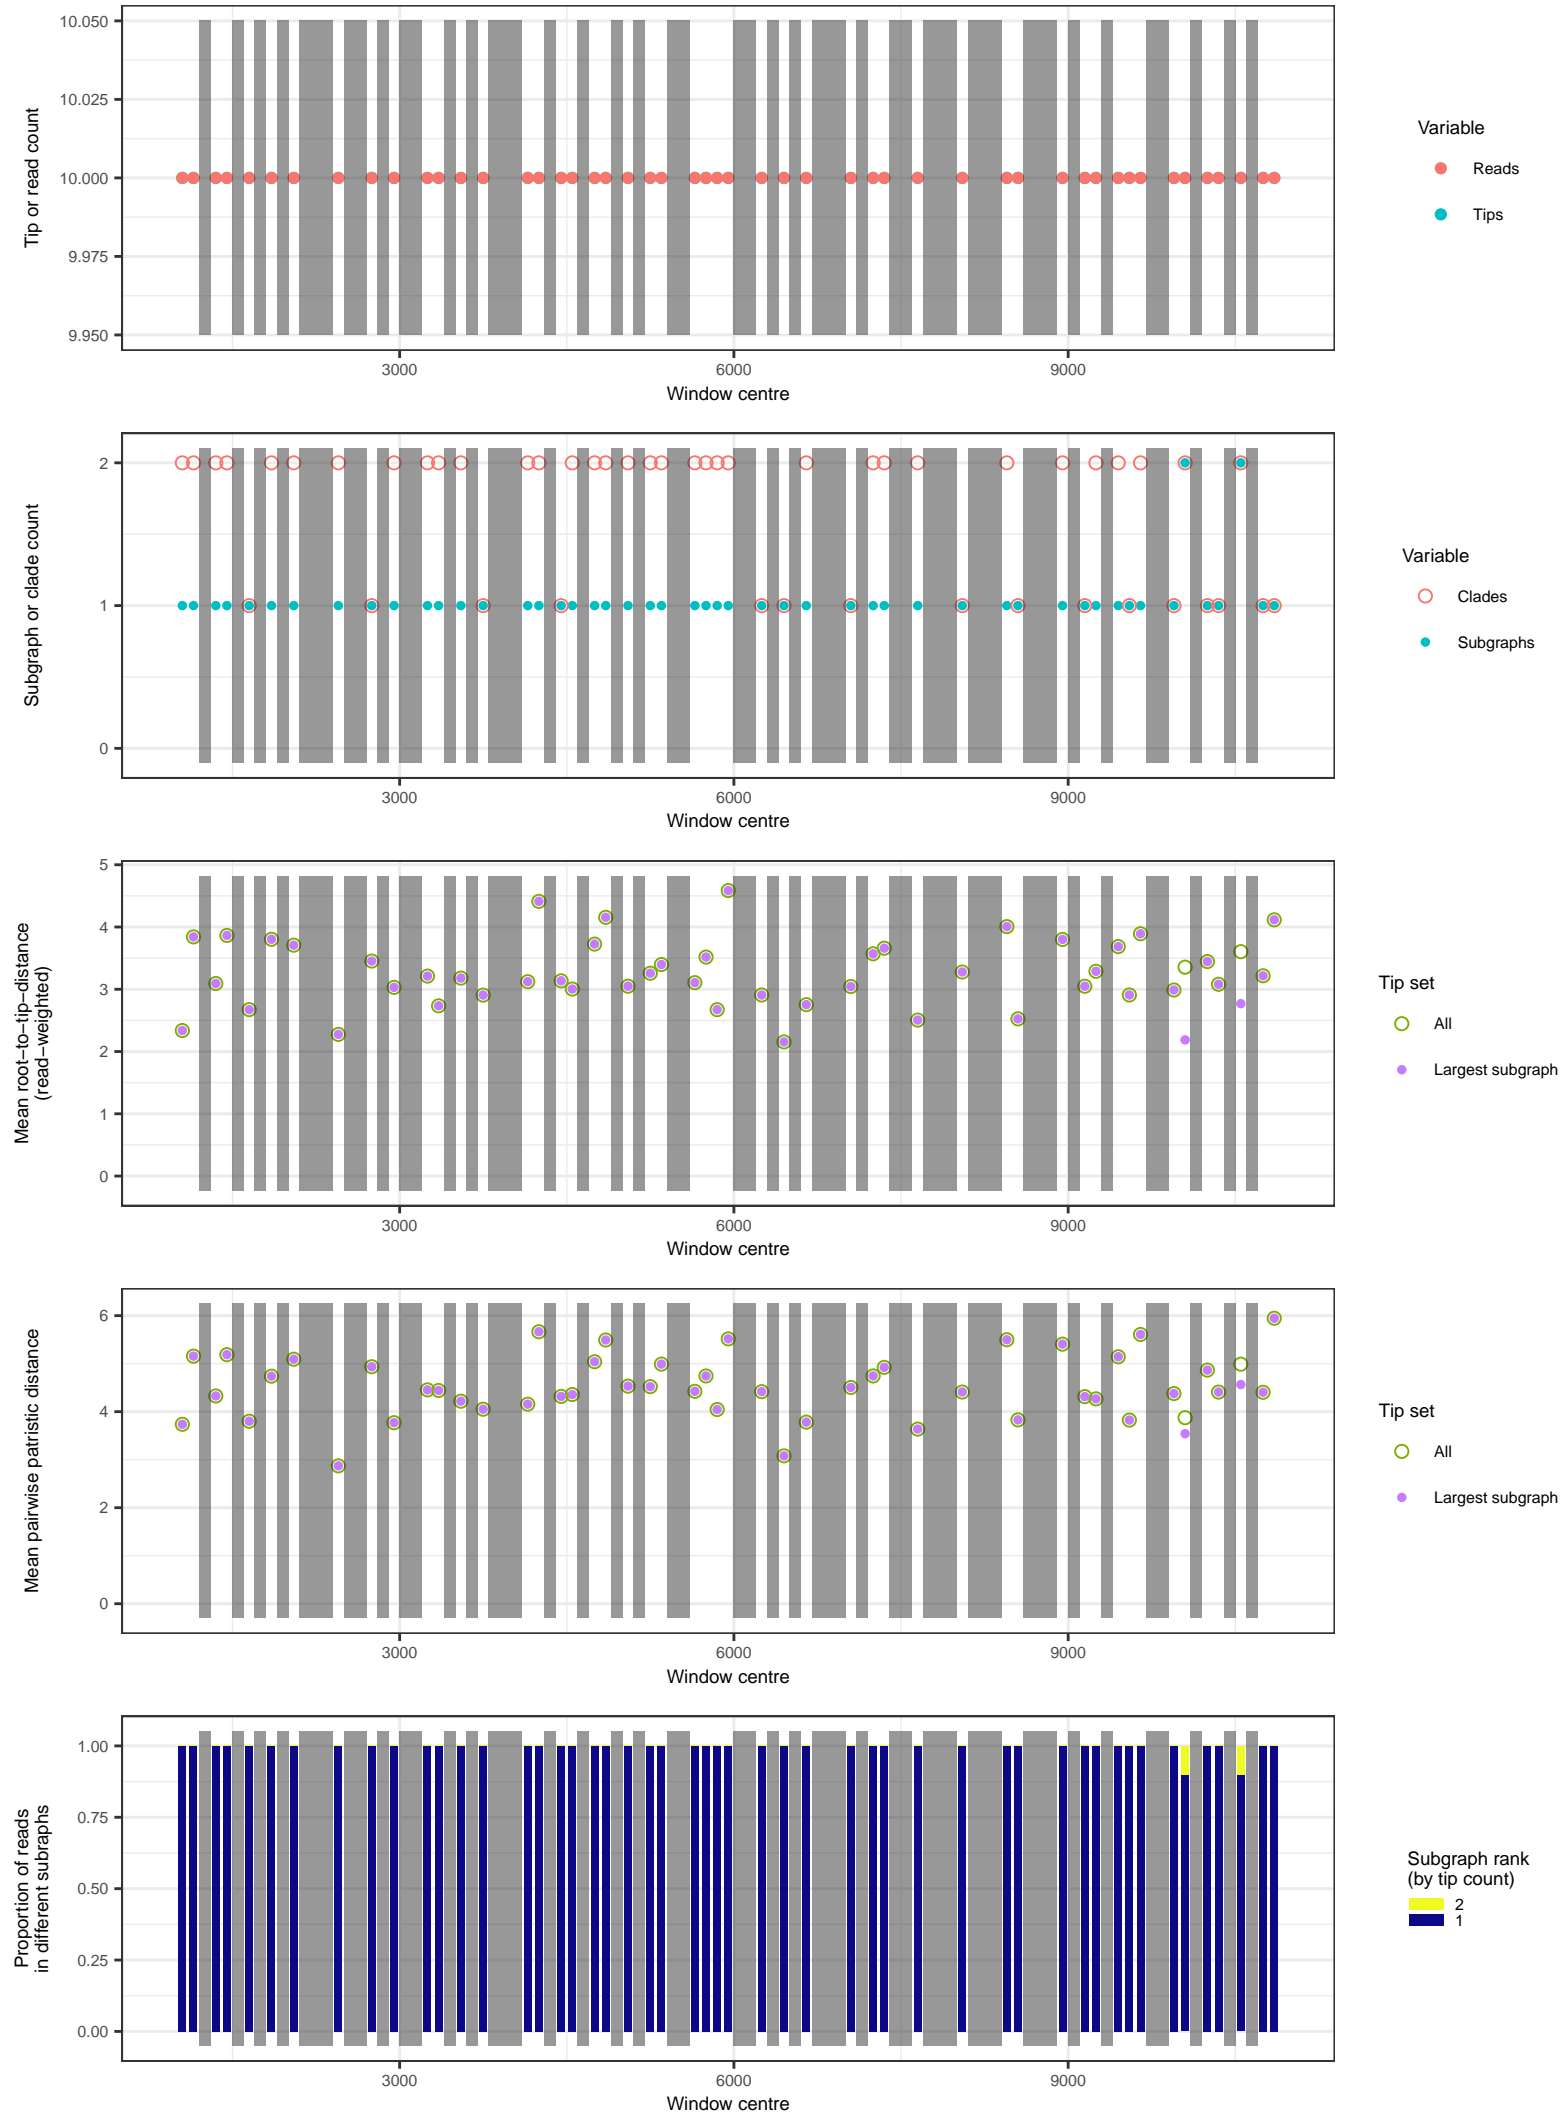 10.050
10.025
10.000
9.975
9.950
Tip or read count
3000
6000
9000
Window centre
Variable
Reads
Tips
2
1
0
Subgraph or clade count
3000
6000
9000
Window centre
Variable
Clades
Subgraphs
5
4
3
2
1
0
Mean root−to−tip−distance
(read−weighted)
3000
6000
9000
Window centre
Tip set
All
Largest subgraph
6
4
2
0
Mean pairwise patristic distance
3000
6000
9000
Window centre
Tip set
All
Largest subgraph
1.00
0.75
0.50
0.25
0.00
Proportion of reads
in different subraphs
3000
6000
9000
Window centre
Subgraph rank
(by tip count)
2
1